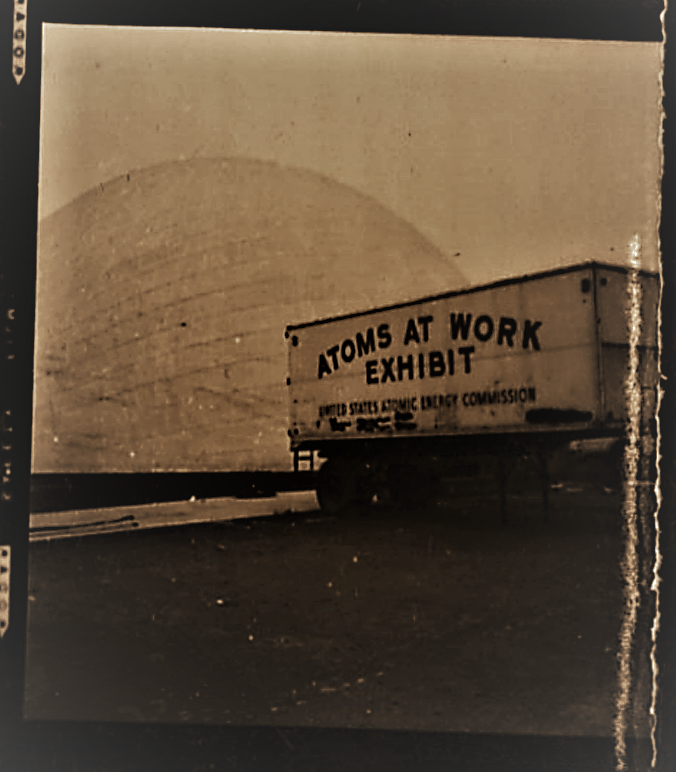 ATOMS AT WORK
EXHIBIT
UNITED STATES ATOMIC ENERGY COMMISSION